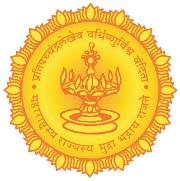 प्रतिपच्चंद्रलेखेव वर्धिष्णुर्विश्व वंदिता
महाराष्ट्रस्य राज्यस्य मुद्रा भद्राय राजते